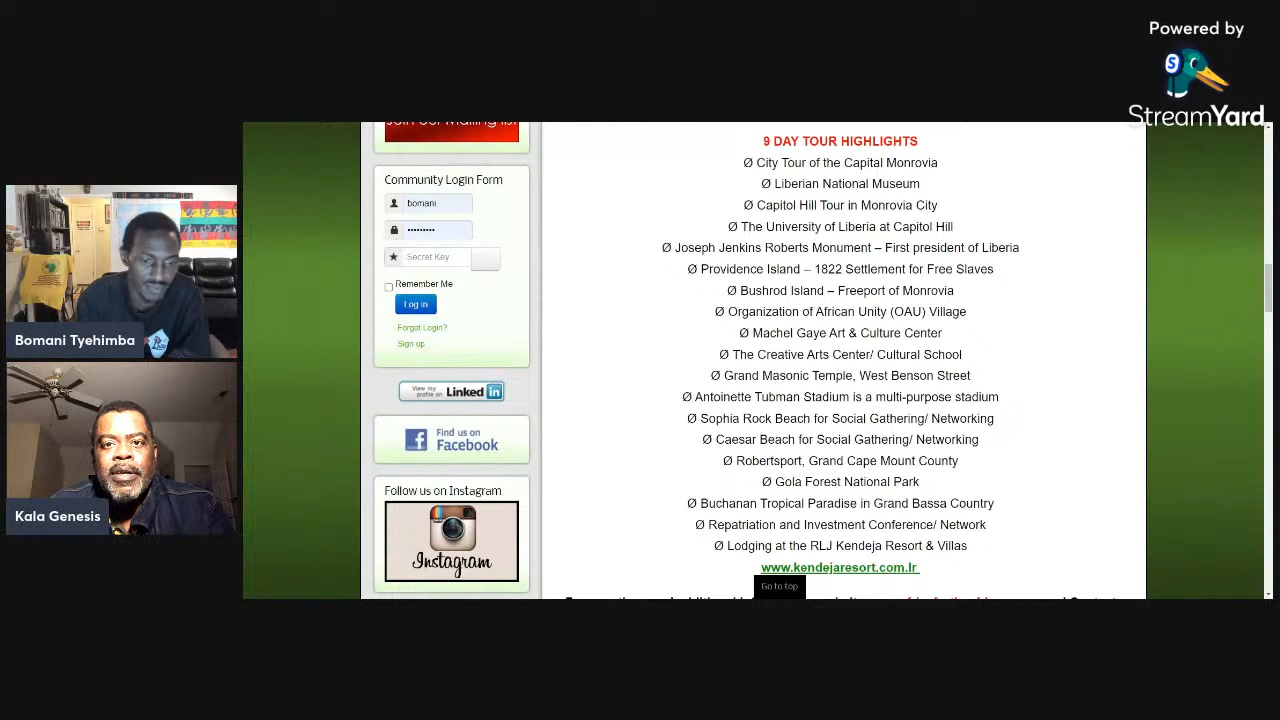 Powered by
StreamYard
Join our Mailing list
Community Login Form
bomani
•••••••••
Secret Key
Remember Me
Log in
Forgot Login?
Sign up
View my
profile on
Linked in
Find us on
Facebook
Follow us on Instagram
Instagram
9 DAY TOUR HIGHLIGHTS
Ø City Tour of the Capital Monrovia
Ø Liberian National Museum
Ø Capitol Hill Tour in Monrovia City
Ø The University of Liberia at Capitol Hill
Ø Joseph Jenkins Roberts Monument – First president of Liberia
Ø Providence Island – 1822 Settlement for Free Slaves
Ø Bushrod Island – Freeport of Monrovia
Ø Organization of African Unity (OAU) Village
Ø Machel Gaye Art & Culture Center
Ø The Creative Arts Center/ Cultural School
Ø Grand Masonic Temple, West Benson Street
Ø Antoinette Tubman Stadium is a multi-purpose stadium
Ø Sophia Rock Beach for Social Gathering/ Networking
Ø Caesar Beach for Social Gathering/ Networking
Ø Robertsport, Grand Cape Mount County
Ø Gola Forest National Park
Ø Buchanan Tropical Paradise in Grand Bassa Country
Ø Repatriation and Investment Conference/ Network
Ø Lodging at the RLJ Kendeja Resort & Villas
www.kendejaresort.com.lr
Go to top
Bomani Tyehimba
Kala Genesis